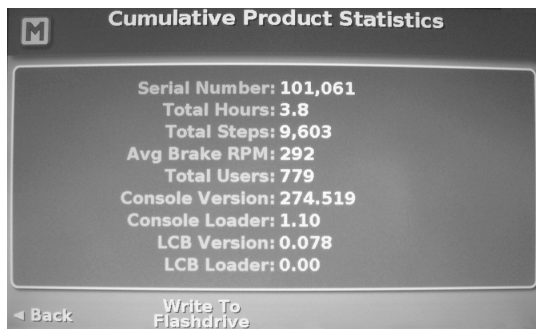 M
Cumulative Product Statistics
Serial Number: 101,061
Total Hours: 3.8
Total Steps: 9,603
Avg Brake RPM: 292
Total Users: 779
Console Version: 274.519
Console Loader: 1.10
LCB Version: 0.078
LCB Loader: 0.00
◄ Back
Write To
Flashdrive